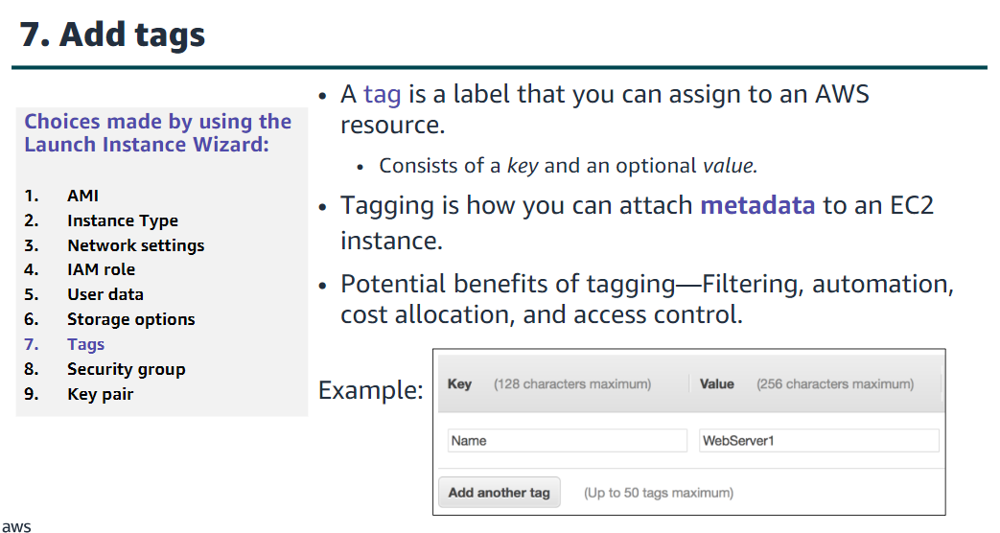 7. Add tags
Choices made by using the
Launch Instance Wizard:
1. AMI
2. Instance Type
3. Network settings
4. IAM role
5. User data
6. Storage options
7. Tags
8. Security group
9. Key pair
• A tag is a label that you can assign to an AWS
resource.
• Consists of a key and an optional value.
• Tagging is how you can attach metadata to an EC2
instance.
• Potential benefits of tagging—Filtering, automation,
cost allocation, and access control.
Example:
Key (128 characters maximum) Value (256 characters maximum)
Name WebServer1
Add another tag (Up to 50 tags maximum)
aws